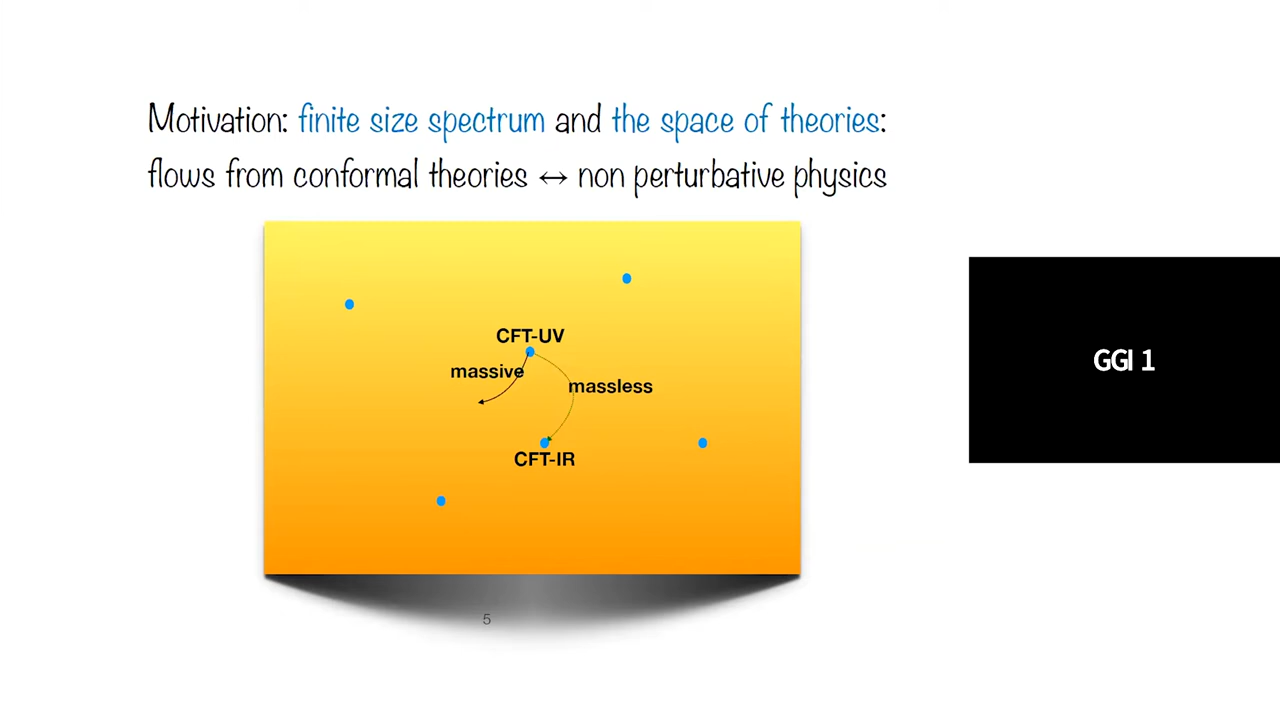 Motivation: finite size spectrum and the space of theories:
flows from conformal theories ↔ non perturbative physics
CFT-UV
massive
massless
CFT-IR
5
GGI 1